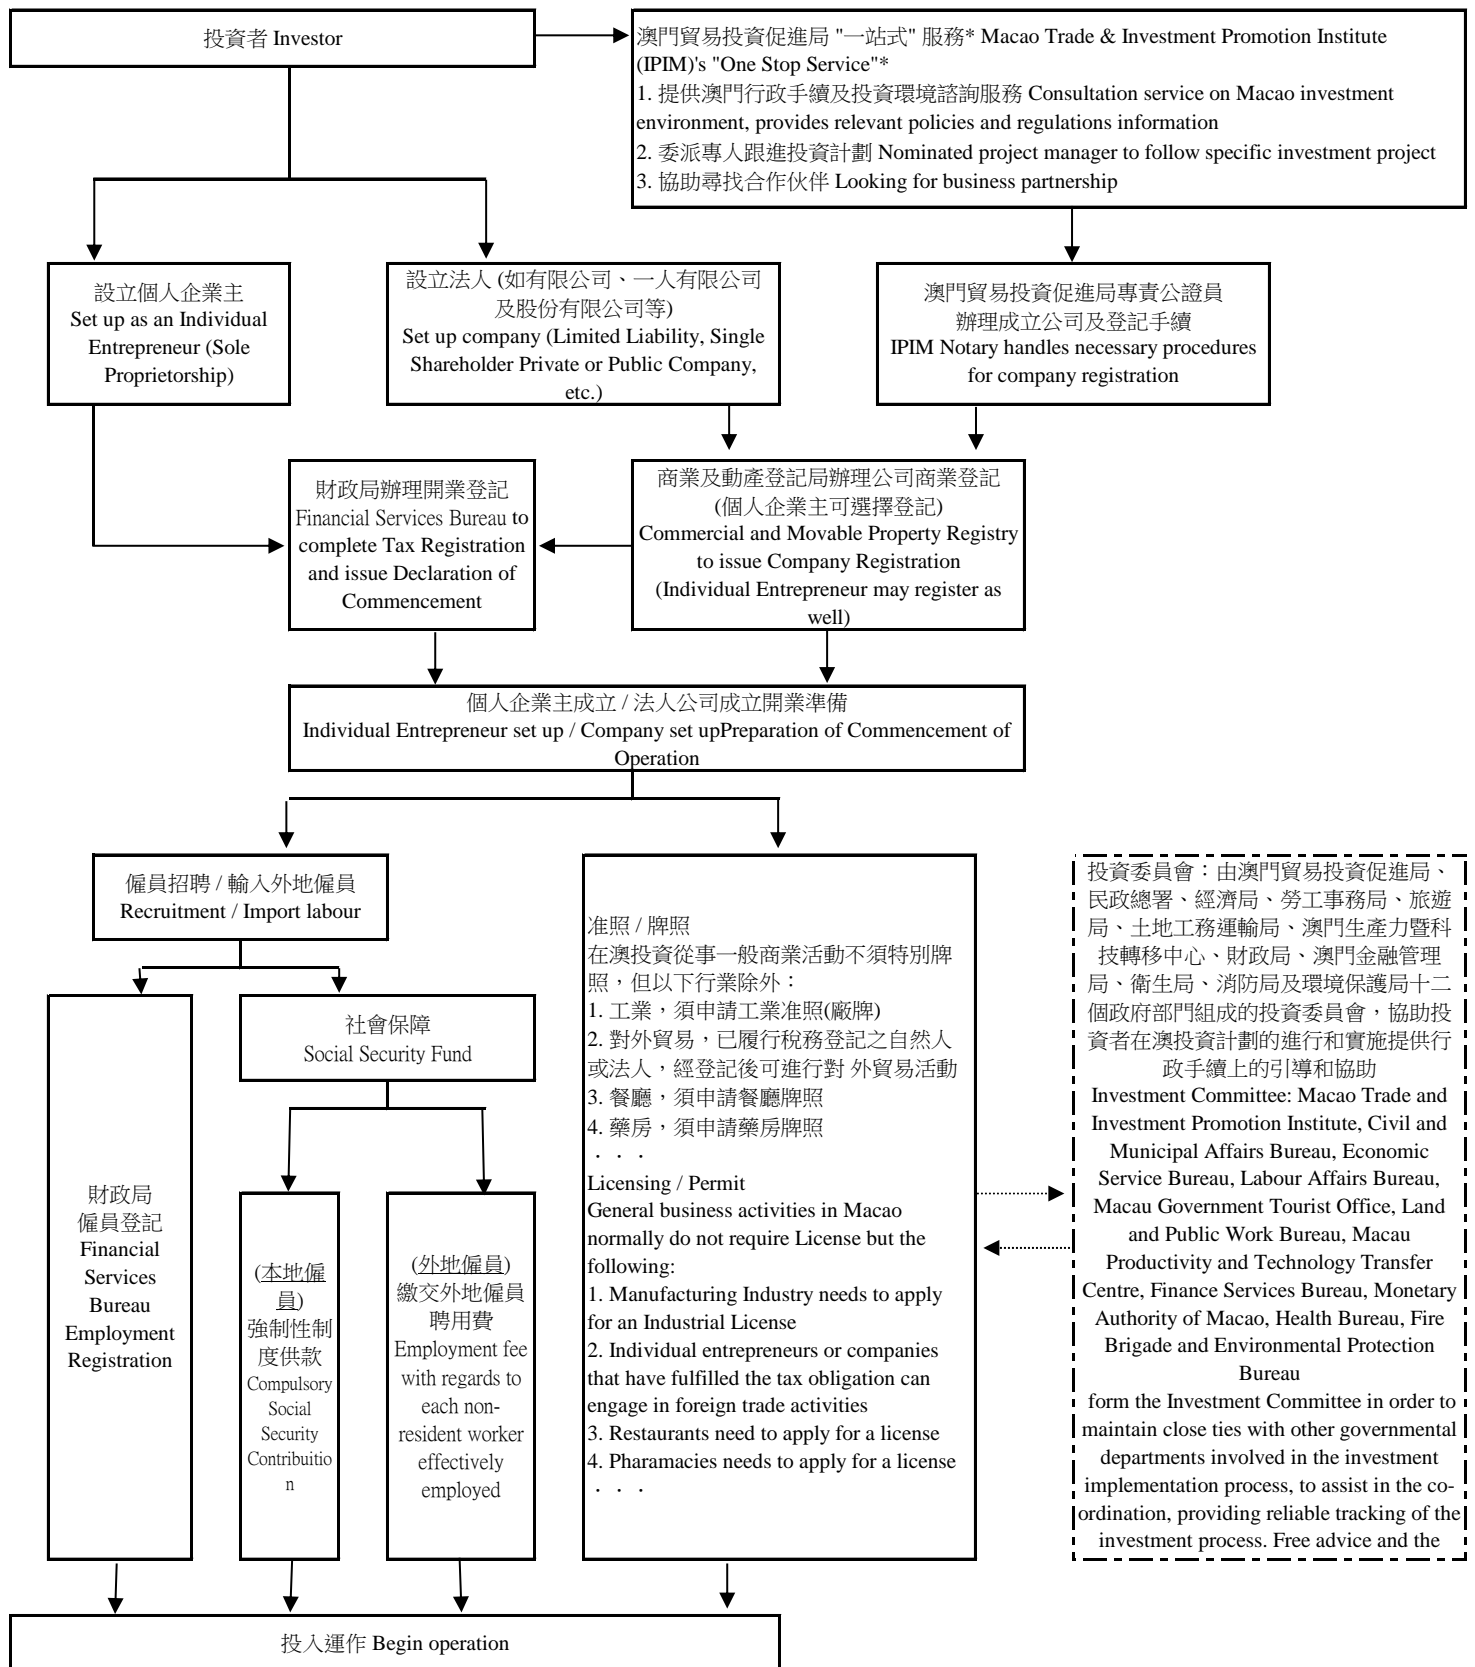 投資者 Investor
澳門貿易投資促進局 "一站式" 服務* Macao Trade & Investment Promotion Institute
(IPIM)'s "One Stop Service"*
1. 提供澳門行政手續及投資環境諮詢服務 Consultation service on Macao investment
environment, provides relevant policies and regulations information
2. 委派專人跟進投資計劃 Nominated project manager to follow specific investment project
3. 協助尋找合作伙伴 Looking for business partnership
設立個人企業主
Set up as an Individual
Entrepreneur (Sole
Proprietorship)
設立法人 (如有限公司、一人有限公司
及股份有限公司等)
Set up company (Limited Liability, Single
Shareholder Private or Public Company,
etc.)
澳門貿易投資促進局專責公證員
辦理成立公司及登記手續
IPIM Notary handles necessary procedures
for company registration
財政局辦理開業登記
Financial Services Bureau to
complete Tax Registration
and issue Declaration of
Commencement
商業及動產登記局辦理公司商業登記
(個人企業主可選擇登記)
Commercial and Movable Property Registry
to issue Company Registration
(Individual Entrepreneur may register as
well)
個人企業主成立 / 法人公司成立開業準備
Individual Entrepreneur set up / Company set upPreparation of Commencement of
Operation
僱員招聘 / 輸入外地僱員
Recruitment / Import labour
財政局
僱員登記
Financial
Services
Bureau
Employment
Registration
社會保障
Social Security Fund
(本地僱
員)
強制性制
度供款
Compulsory
Social
Security
Contribuitio
n
(外地僱員)
繳交外地僱員
聘用費
Employment fee
with regards to
each non-
resident worker
effectively
employed
准照 / 牌照
在澳投資從事一般商業活動不須特別牌
照，但以下行業除外：
1. 工業，須申請工業准照(廠牌)
2. 對外貿易，已履行稅務登記之自然人
或法人，經登記後可進行對 外貿易活動
3. 餐廳，須申請餐廳牌照
4. 藥房，須申請藥房牌照
．．．
Licensing / Permit
General business activities in Macao
normally do not require License but the
following:
1. Manufacturing Industry needs to apply
for an Industrial License
2. Individual entrepreneurs or companies
that have fulfilled the tax obligation can
engage in foreign trade activities
3. Restaurants need to apply for a license
4. Pharamacies needs to apply for a license
．．．
投資委員會：由澳門貿易投資促進局、
民政總署、經濟局、勞工事務局、旅遊
局、土地工務運輸局、澳門生產力暨科
技轉移中心、財政局、澳門金融管理
局、衛生局、消防局及環境保護局十二
個政府部門組成的投資委員會，協助投
資者在澳投資計劃的進行和實施提供行
政手續上的引導和協助
Investment Committee: Macao Trade and
Investment Promotion Institute, Civil and
Municipal Affairs Bureau, Economic
Service Bureau, Labour Affairs Bureau,
Macau Government Tourist Office, Land
and Public Work Bureau, Macau
Productivity and Technology Transfer
Centre, Finance Services Bureau, Monetary
Authority of Macao, Health Bureau, Fire
Brigade and Environmental Protection
Bureau
form the Investment Committee in order to
maintain close ties with other governmental
departments involved in the investment
implementation process, to assist in the co-
ordination, providing reliable tracking of the
investment process. Free advice and the
投入運作 Begin operation